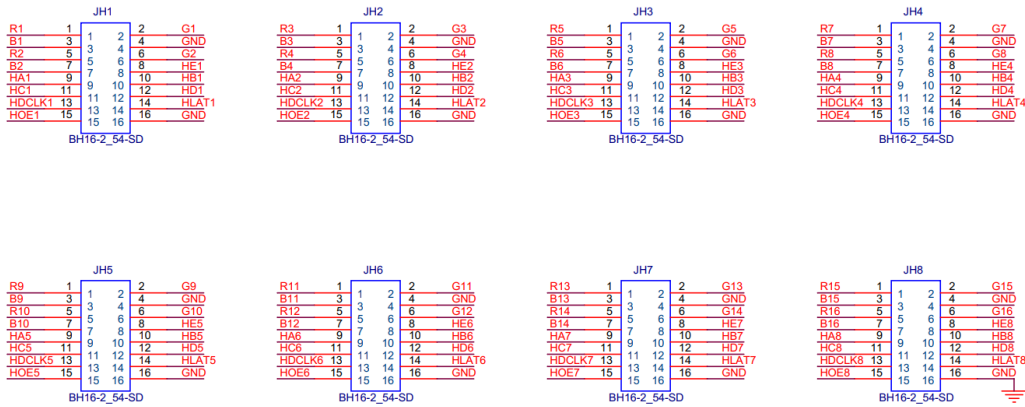 JH1 JH2 JH3 JH4
R1 1 1 2 2 G1 R3 1 1 2 2 G3 R5 1 1 2 2 G5 R7 1 1 2 2 G7
B1 3 3 4 4 GND B3 3 3 4 4 GND B5 3 3 4 4 GND B7 3 3 4 4 GND
R2 5 5 6 6 G2 R4 5 5 6 6 G4 R6 5 5 6 6 G6 R8 5 5 6 6 G8
B2 7 7 8 8 HE1 B4 7 7 8 8 HE2 B6 7 7 8 8 HE3 B8 7 7 8 8 HE4
HA1 9 9 10 10 HB1 HA2 9 9 10 10 HB2 HA3 9 9 10 10 HB3 HA4 9 9 10 10 HB4
HC1 11 11 12 12 HD1 HC2 11 11 12 12 HD2 HC3 11 11 12 12 HD3 HC4 11 11 12 12 HD4
HDCLK1 13 13 14 14 HLAT1 HDCLK2 13 13 14 14 HLAT2 HDCLK3 13 13 14 14 HLAT3 HDCLK4 13 13 14 14 HLAT4
HOE1 15 15 16 16 GND HOE2 15 15 16 16 GND HOE3 15 15 16 16 GND HOE4 15 15 16 16 GND
BH16-2_54-SD BH16-2_54-SD BH16-2_54-SD BH16-2_54-SD
JH5 JH6 JH7 JH8
R9 1 1 2 2 G9 R11 1 1 2 2 G11 R13 1 1 2 2 G13 R15 1 1 2 2 G15
B9 3 3 4 4 GND B11 3 3 4 4 GND B13 3 3 4 4 GND B15 3 3 4 4 GND
R10 5 5 6 6 G10 R12 5 5 6 6 G12 R14 5 5 6 6 G14 R16 5 5 6 6 G16
B10 7 7 8 8 HE5 B12 7 7 8 8 HE6 B14 7 7 8 8 HE7 B16 7 7 8 8 HE8
HA5 9 9 10 10 HB5 HA6 9 9 10 10 HB6 HA7 9 9 10 10 HB7 HA8 9 9 10 10 HB8
HC5 11 11 12 12 HD5 HC6 11 11 12 12 HD6 HC7 11 11 12 12 HD7 HC8 11 11 12 12 HD8
HDCLK5 13 13 14 14 HLAT5 HDCLK6 13 13 14 14 HLAT6 HDCLK7 13 13 14 14 HLAT7 HDCLK8 13 13 14 14 HLAT8
HOE5 15 15 16 16 GND HOE6 15 15 16 16 GND HOE7 15 15 16 16 GND HOE8 15 15 16 16 GND
BH16-2_54-SD BH16-2_54-SD BH16-2_54-SD BH16-2_54-SD